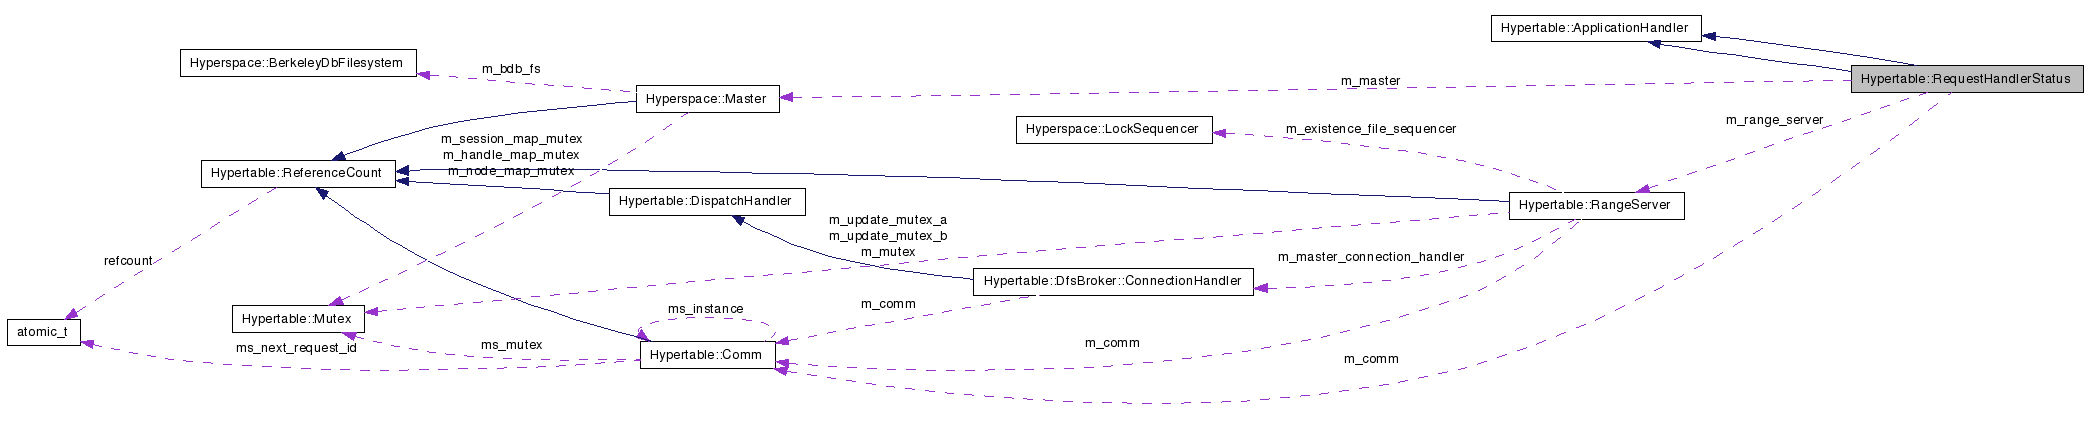 Hypertable::ApplicationHandler
Hyperspace::BerkeleyDbFilesystem
m_bdb_fs
m_master
Hypertable::RequestHandlerStatus
Hyperspace::Master
Hyperspace::LockSequencer
m_existence_file_sequencer
m_range_server
m_session_map_mutex
m_handle_map_mutex
m_node_map_mutex
Hypertable::ReferenceCount
Hypertable::DispatchHandler
Hypertable::RangeServer
m_update_mutex_a
m_update_mutex_b
m_mutex
refcount
m_master_connection_handler
Hypertable::DfsBroker::ConnectionHandler
m_comm
ms_instance
Hypertable::Mutex
atomic_t
ms_next_request_id
ms_mutex
Hypertable::Comm
m_comm
m_comm